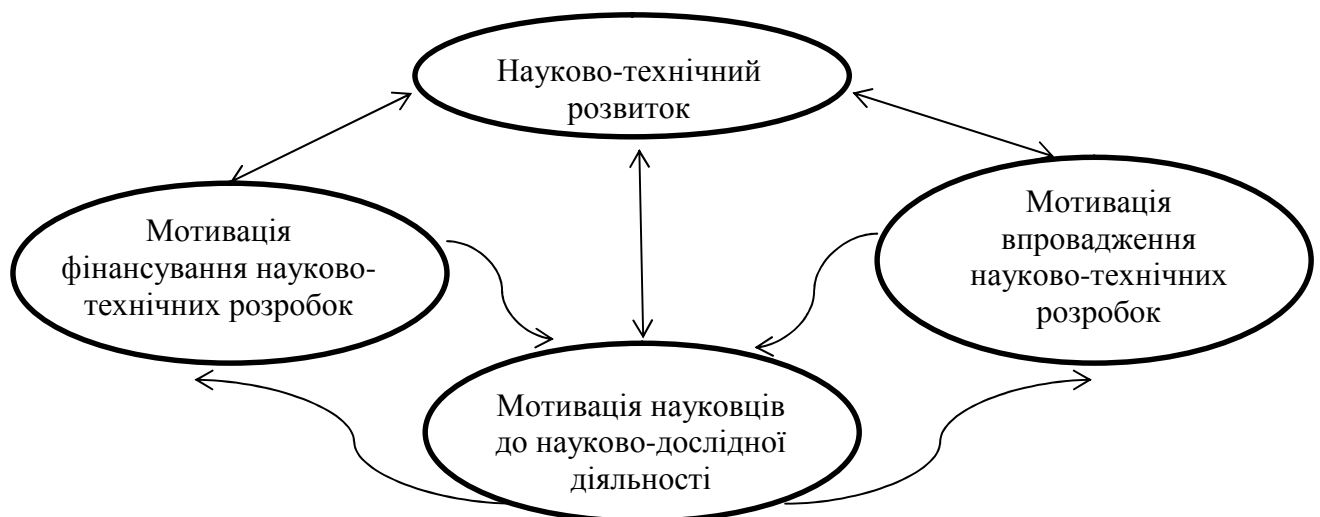 Науково-технічний
розвиток
Мотивація
фінансування науково-
технічних розробок
Мотивація
впровадження
науково-технічних
розробок
Мотивація науковців
до науково-дослідної
діяльності